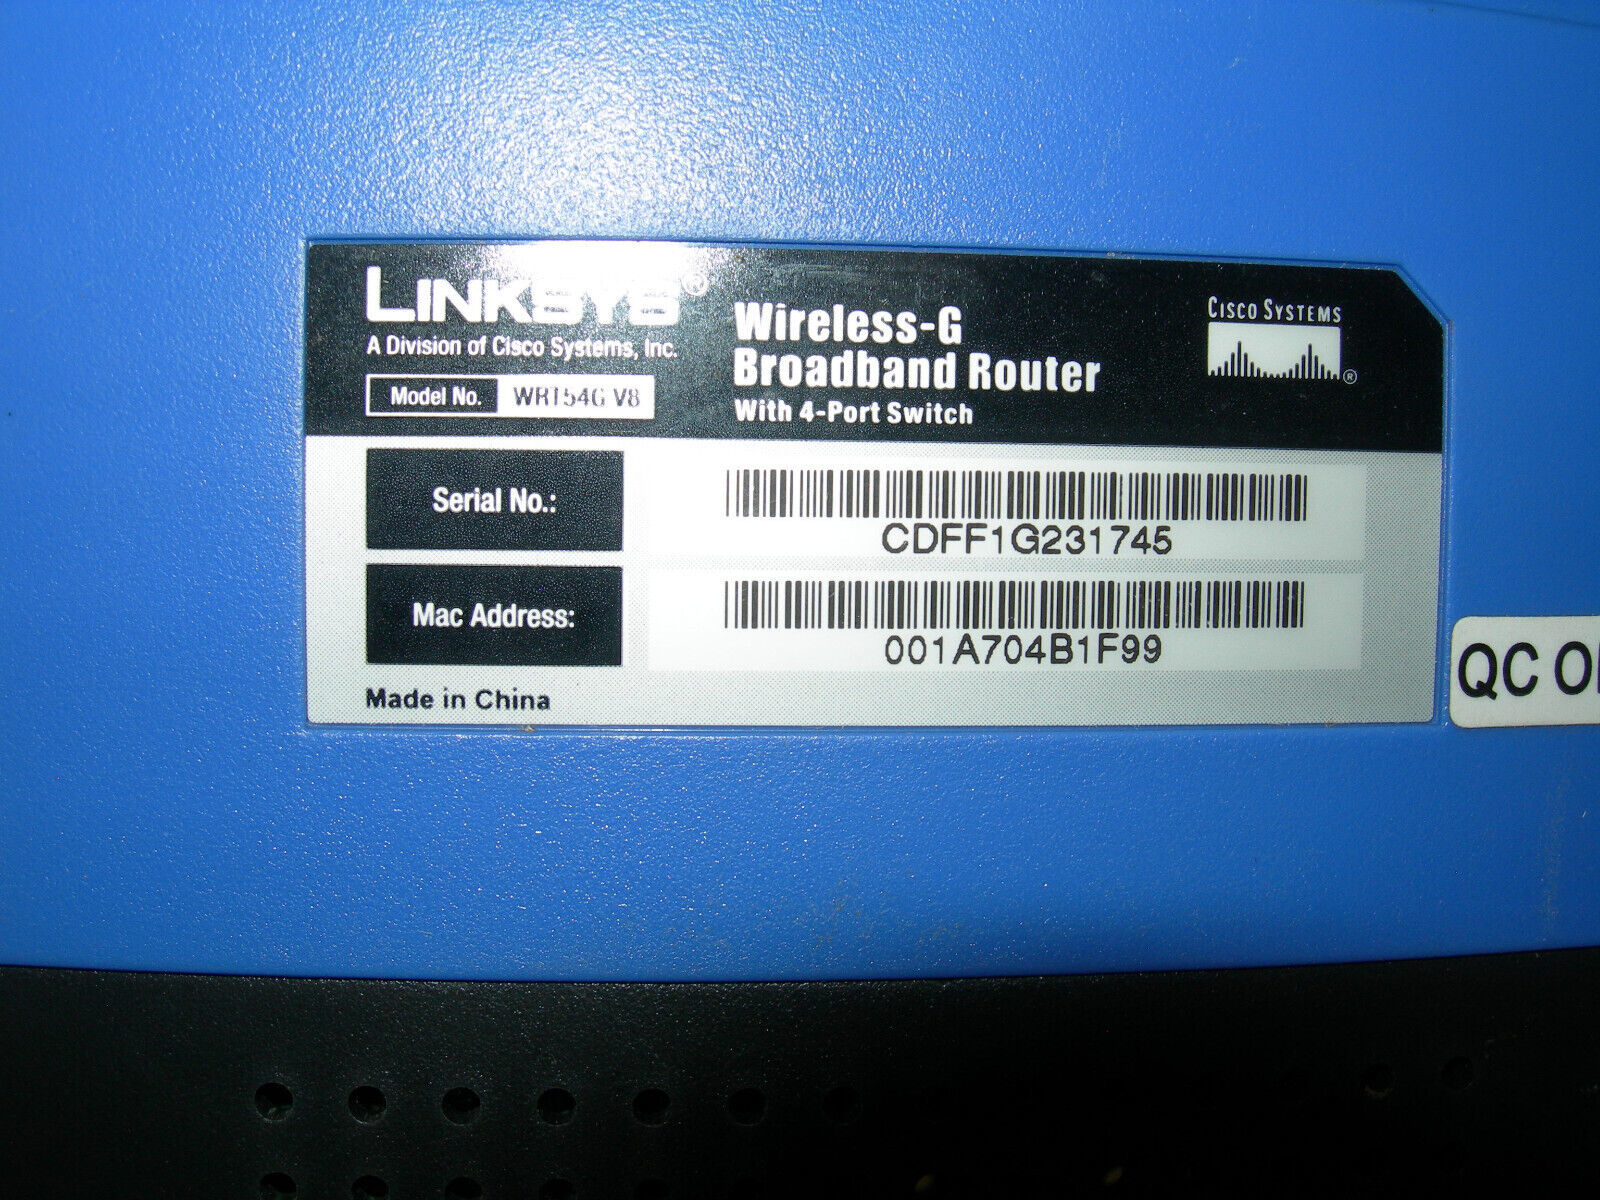 LINKSYS®
A Division of Cisco Systems, Inc.
Model No. WRT54G V8
Wireless-G
Broadband Router
With 4-Port Switch
CISCO SYSTEMS
®
Serial No.:
CDFF1G231745
Mac Address:
001A704B1F99
Made in China
QC